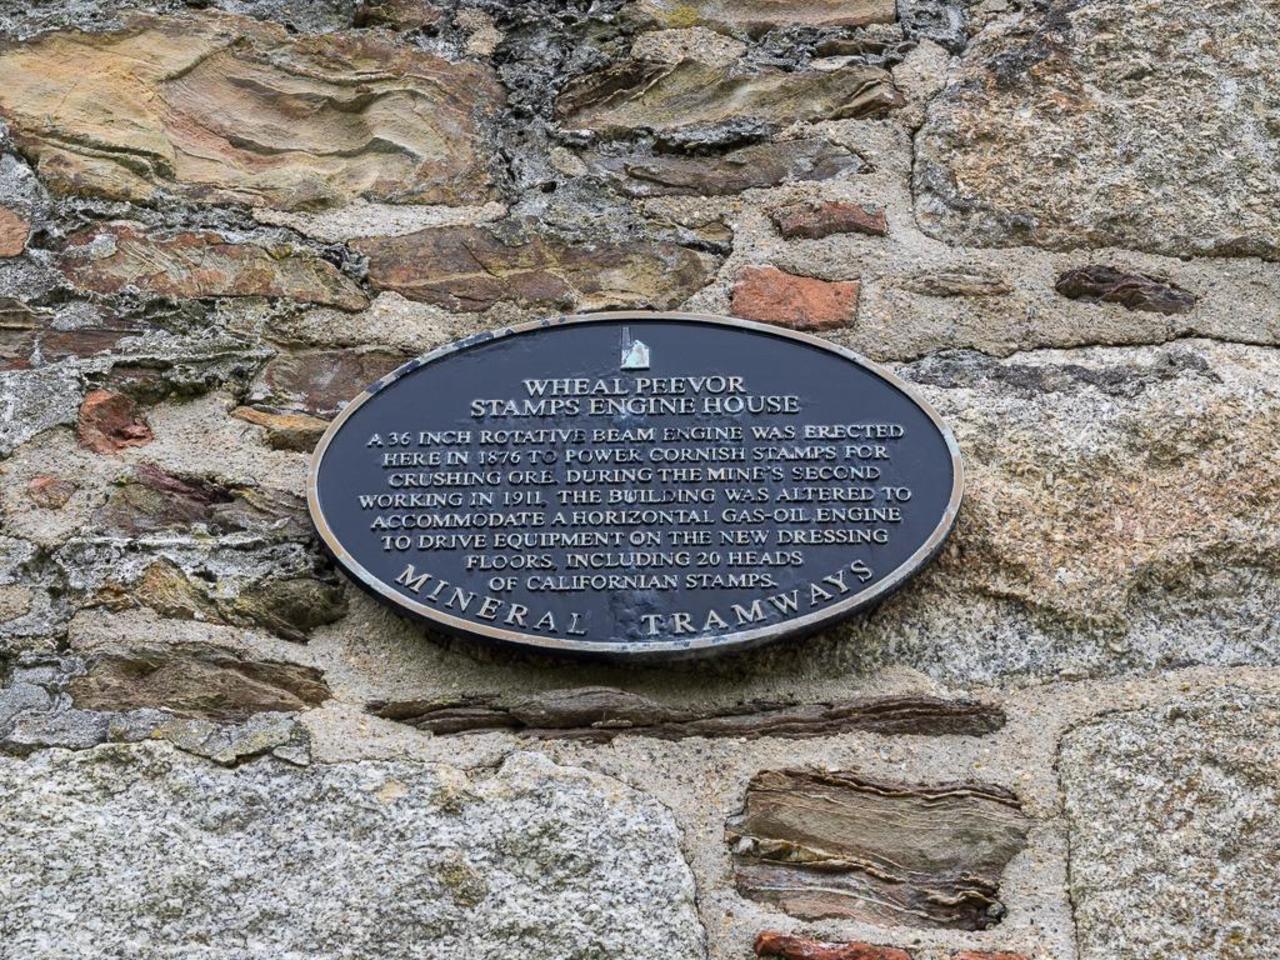 WHEAL PEEVOR
STAMPS ENGINE HOUSE
A 36 INCH ROTATIVE BEAM ENGINE WAS ERECTED
HERE IN 1876 TO POWER CORNISH STAMPS FOR
CRUSHING ORE. DURING THE MINE'S SECOND
WORKING IN 1911, THE BUILDING WAS ALTERED TO
ACCOMMODATE A HORIZONTAL GAS-OIL ENGINE
TO DRIVE EQUIPMENT ON THE NEW DRESSING
FLOORS, INCLUDING 20 HEADS
OF CALIFORNIAN STAMPS.
MINERAL TRAMWAYS